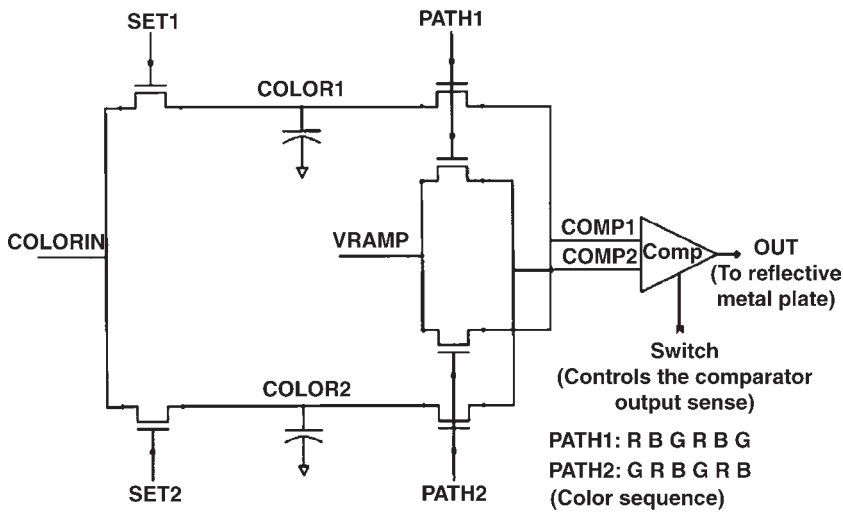 SET1
PATH1
COLOR1
COLORIN
VRAMP
COMP1
COMP2
Comp
OUT
(To reflective
metal plate)
Switch
(Controls the comparator
output sense)
COLOR2
SET2
PATH2
PATH1: R B G R B G
PATH2: G R B G R B
(Color sequence)